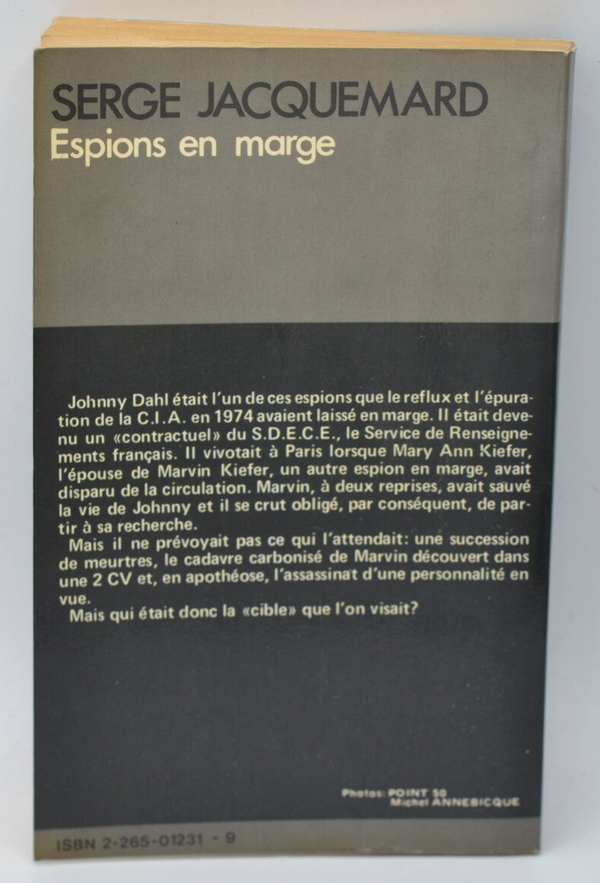 SERGE JACQUEMARD
Espions en marge
Johnny Dahl était l'un de ces espions que le reflux et l'épura-
tion de la C.I.A. en 1974 avaient laissé en marge. Il était deve-
nu un «contractuel» du S.D.E.C.E., le Service de Renseigne-
ments français. Il vivotait à Paris lorsque Mary Ann Kiefer,
l'épouse de Marvin Kiefer, un autre espion en marge, avait
disparu de la circulation. Marvin, à deux reprises, avait sauvé
la vie de Johnny et il se crut obligé, par conséquent, de par-
tir à sa recherche.
Mais il ne prévoyait pas ce qui l'attendait: une succession
de meurtres, le cadavre carbonisé de Marvin découvert dans
une 2 CV et, en apothéose, l'assassinat d'une personnalité en
vue.
Mais qui était donc la «cible» que l'on visait?
Photos: POINT 50
Michel ANNEBICQUE
ISBN 2-265-01231 - 9